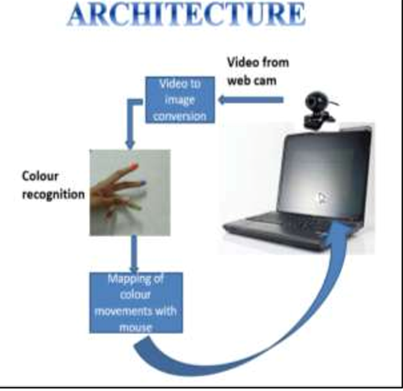 ARCHITECTURE
Video from
web cam
Video to
image
conversion
Colour
recognition
Mapping of
colour
movements with
mouse